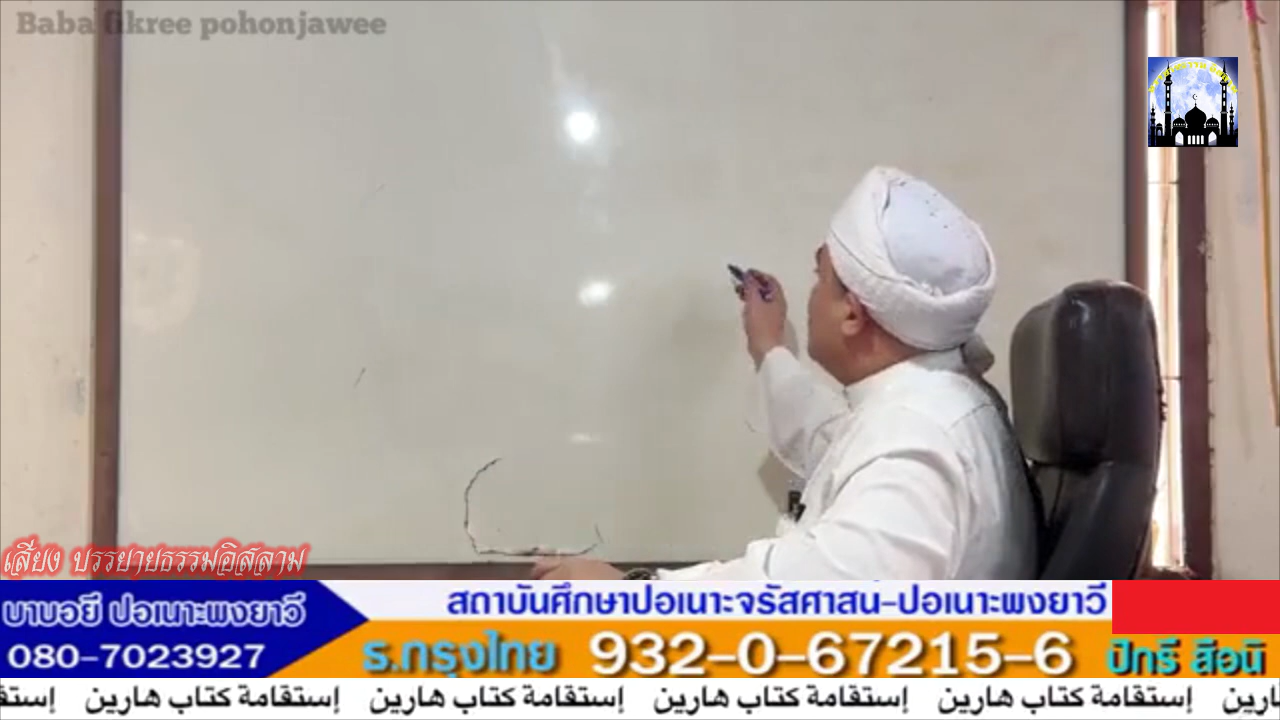 Baba fikree pohonjawee
เสียง บรรยายธรรมอิสลาม
บาบอยี ปอเนาะพงยาวี
080-7023927
สถาบันศึกษาปอเนาะจรัสศาสน์-ปอเนาะพงยาวี
ธ.กรุงไทย 932-0-67215-6 ฟิกรี สือนิ
إستقامة كتاب هارين إستقامة كتاب هارين إستقامة كتاب هارين إستقامة كتاب هارين